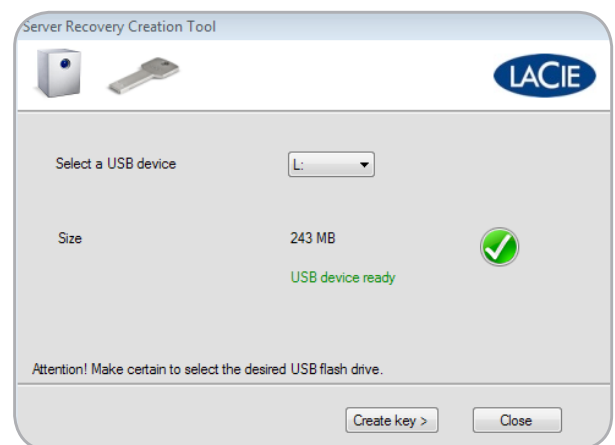 Server Recovery Creation Tool
LACIE
Select a USB device
L:
Size
243 MB
USB device ready
Attention! Make certain to select the desired USB flash drive.
Create key >
Close